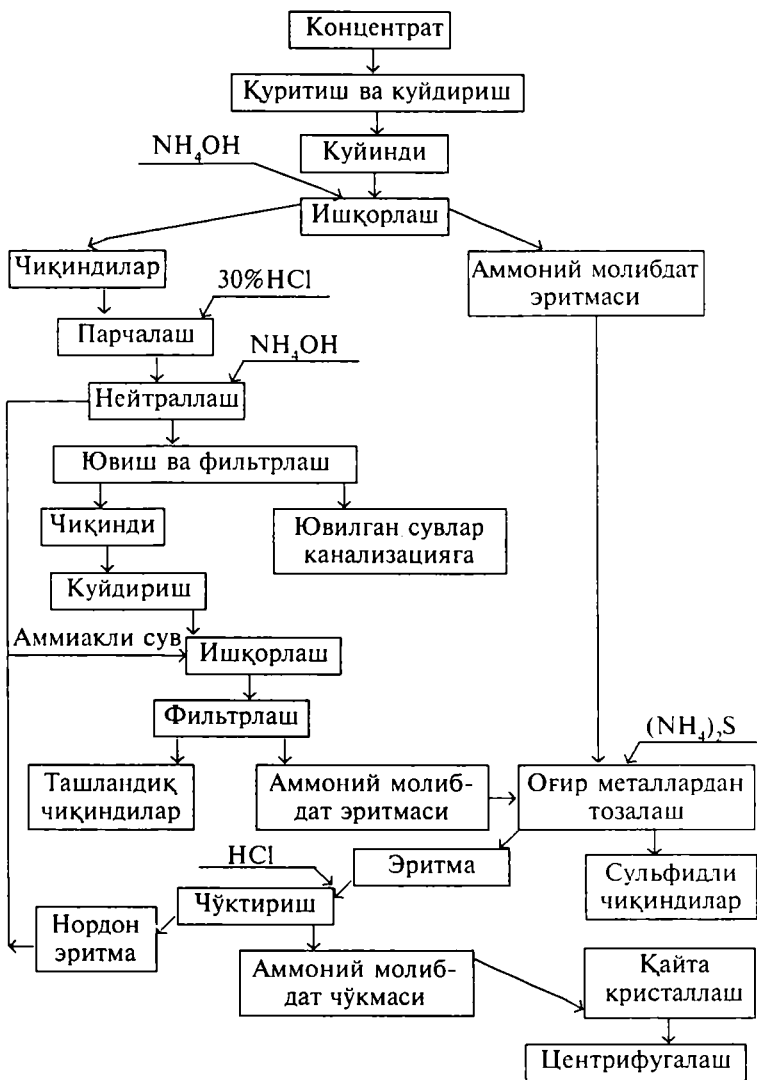 Концентрат
Қуритиш ва куйдириш
NH₄OH
Куйинди
Ишқорлаш
Чиқиндилар
Аммоний молибдат
эритмаси
30%HCl
Парчалаш
NH₄OH
Нейтраллаш
Ювиш ва фильтрлаш
Чиқинди
Ювилган сувлар
канализацияга
Куйдириш
Аммиакли сув
Ишқорлаш
Фильтрлаш
(NH₄)₂S
Ташландиқ
чиқиндилар
Аммоний молиб-
дат эритмаси
Оғир металлардан
тозалаш
HCl
Эритма
Сульфидли
чиқиндилар
Чўктириш
Нордон
эритма
Аммоний молиб-
дат чўкмаси
Қайта
кристаллаш
Центрифугалаш